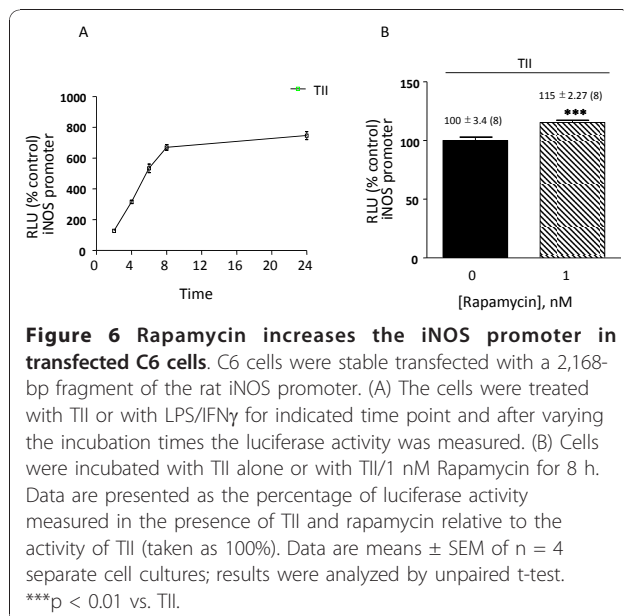 A
B
TII
TII
1000
800
600
400
200
0
RLU (% control)
iNOS promoter
0 4 8 12 16 20 24
Time
150
100
50
0
RLU (% control)
iNOS promoter
100 ± 3.4 (8)
115 ± 2.27 (8)
***
0 1
[Rapamycin], nM
Figure 6 Rapamycin increases the iNOS promoter in
transfected C6 cells. C6 cells were stable transfected with a 2,168-
bp fragment of the rat iNOS promoter. (A) The cells were treated
with TII or with LPS/IFNγ for indicated time point and after varying
the incubation times the luciferase activity was measured. (B) Cells
were incubated with TII alone or with TII/1 nM Rapamycin for 8 h.
Data are presented as the percentage of luciferase activity
measured in the presence of TII and rapamycin relative to the
activity of TII (taken as 100%). Data are means ± SEM of n = 4
separate cell cultures; results were analyzed by unpaired t-test.
***p < 0.01 vs. TII.